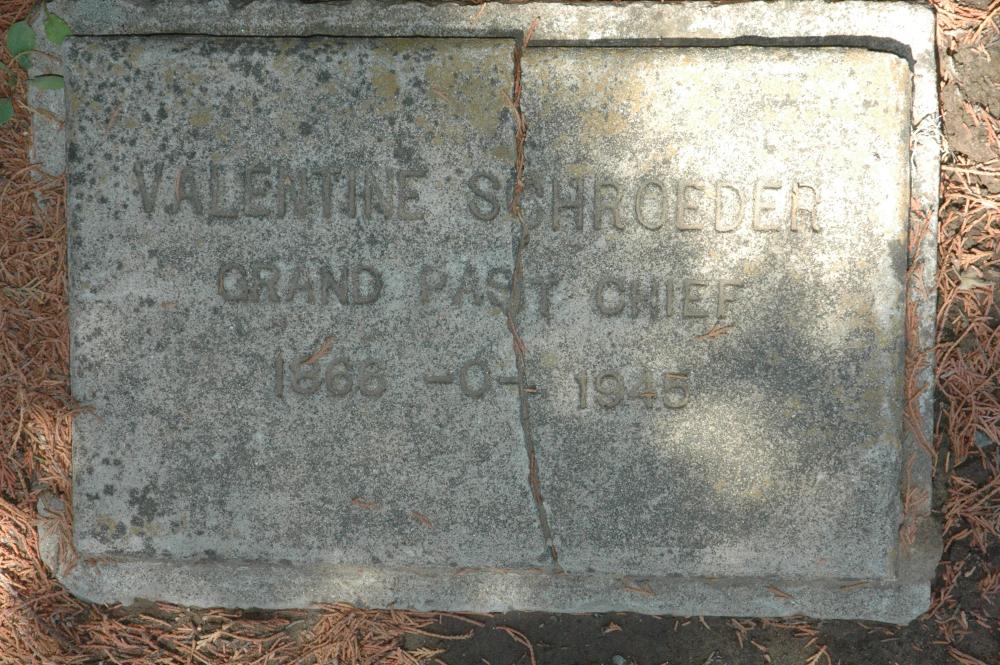 VALENTINE SCHROEDER
GRAND PAST CHIEF
1866 -O- 1945